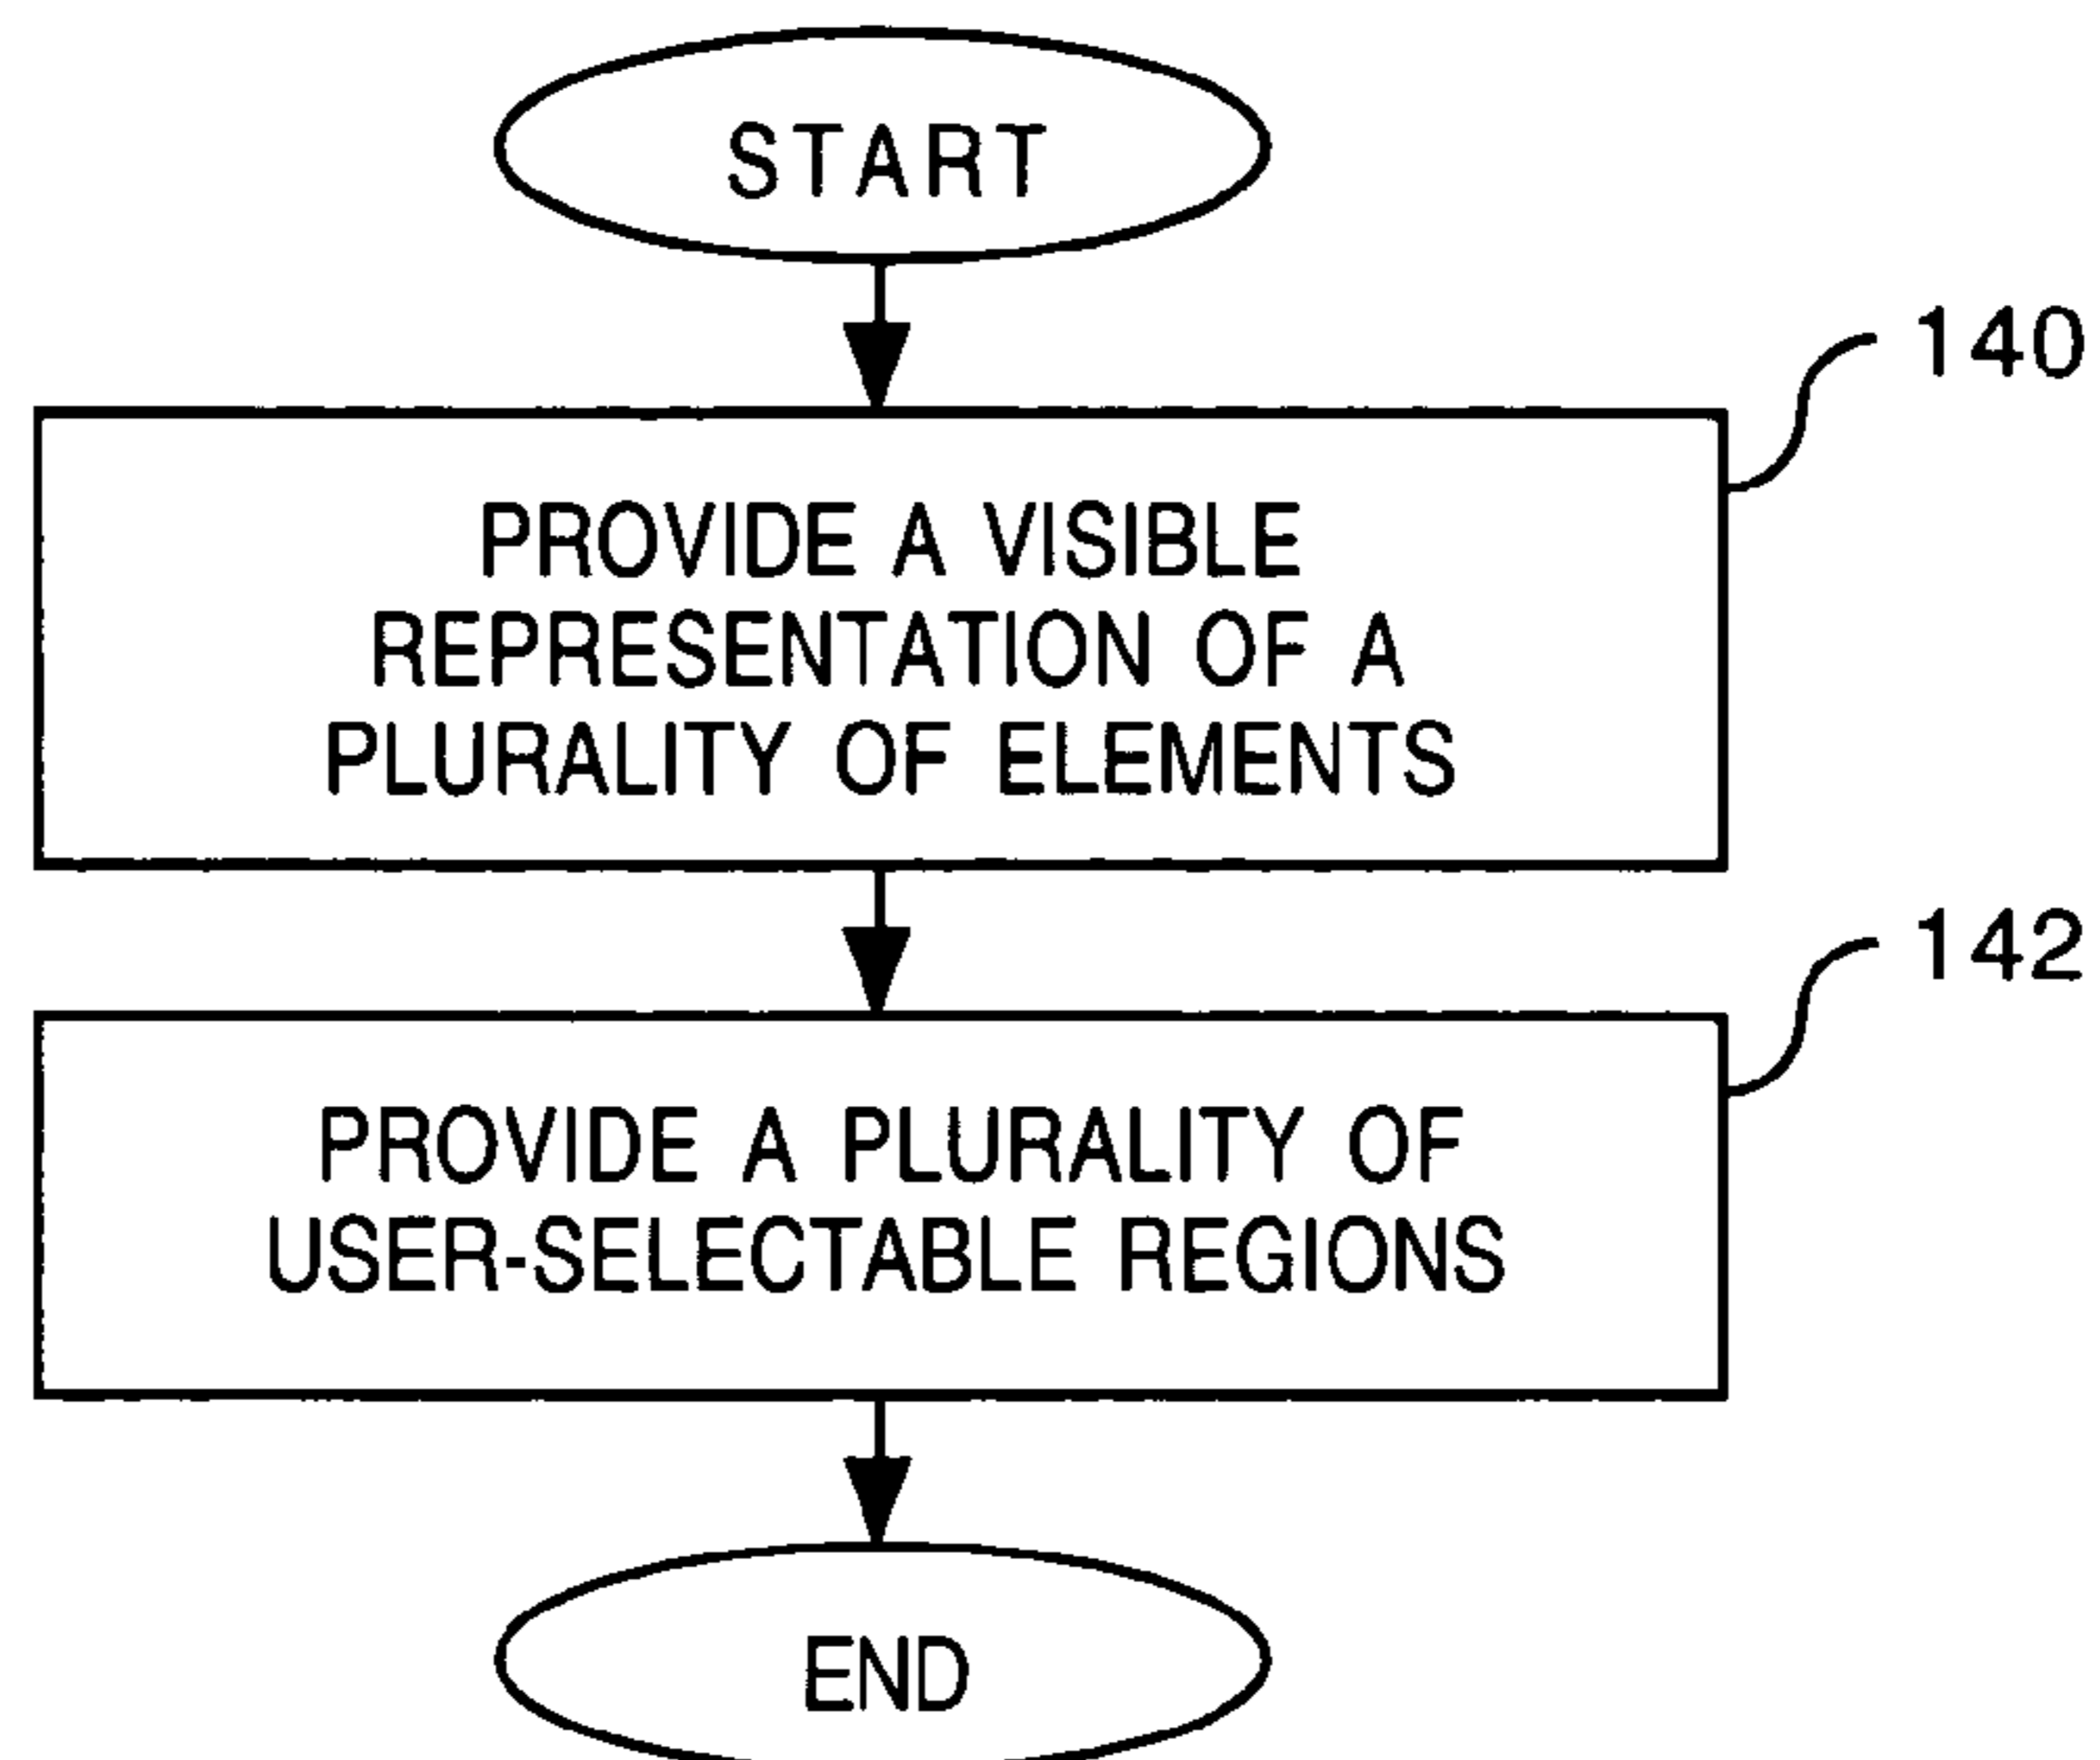 START
140
PROVIDE A VISIBLE
REPRESENTATION OF A
PLURALITY OF ELEMENTS
142
PROVIDE A PLURALITY OF
USER-SELECTABLE REGIONS
END